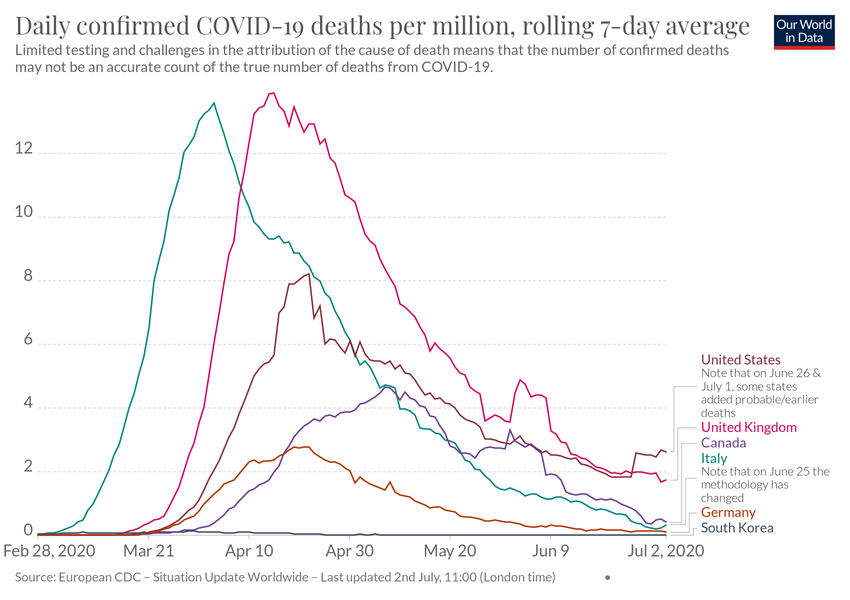 Daily confirmed COVID-19 deaths per million, rolling 7-day average
Our World
in Data
Limited testing and challenges in the attribution of the cause of death means that the number of confirmed deaths
may not be an accurate count of the true number of deaths from COVID-19.
12
10
8
6
4
2
0
United States
Note that on June 26 &
July 1, some states
added probable/earlier
deaths
United Kingdom
Canada
Italy
Note that on June 25 the
methodology has
changed
Germany
South Korea
Feb 28, 2020 Mar 21 Apr 10 Apr 30 May 20 Jun 9 Jul 2, 2020
Source: European CDC – Situation Update Worldwide – Last updated 2nd July, 11:00 (London time) •